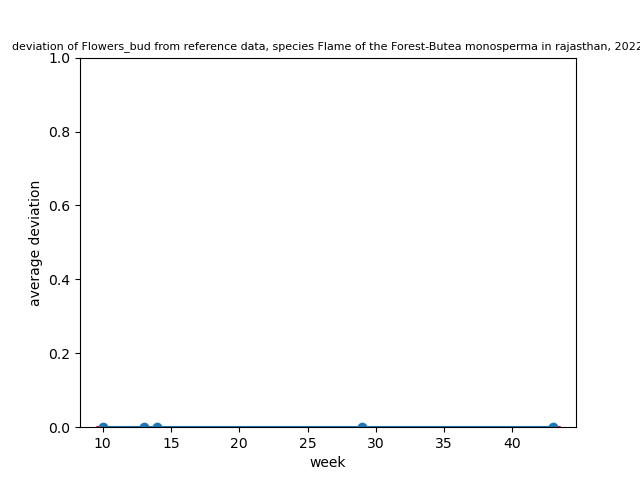 deviation of Flowers_bud from reference data, species Flame of the Forest-Butea monosperma in rajasthan, 2022
1.0
0.8
0.6
0.4
0.2
0.0
average deviation
10 15 20 25 30 35 40
week